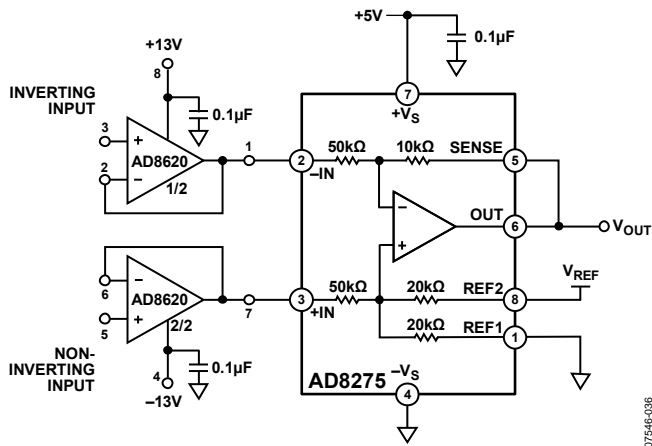 +5V
0.1µF
+13V
8
0.1µF
INVERTING
INPUT
3
+
AD8620
2
–
1/2
1
7
+VS
50kΩ
10kΩ
SENSE
2
–IN
5
–
OUT
6
VOUT
+
VREF
6
–
AD8620
5
+
2/2
7
50kΩ
20kΩ
REF2
3
+IN
8
20kΩ
REF1
1
NON-
INVERTING
INPUT
4
0.1µF
–13V
AD8275
–VS
4
07546-036